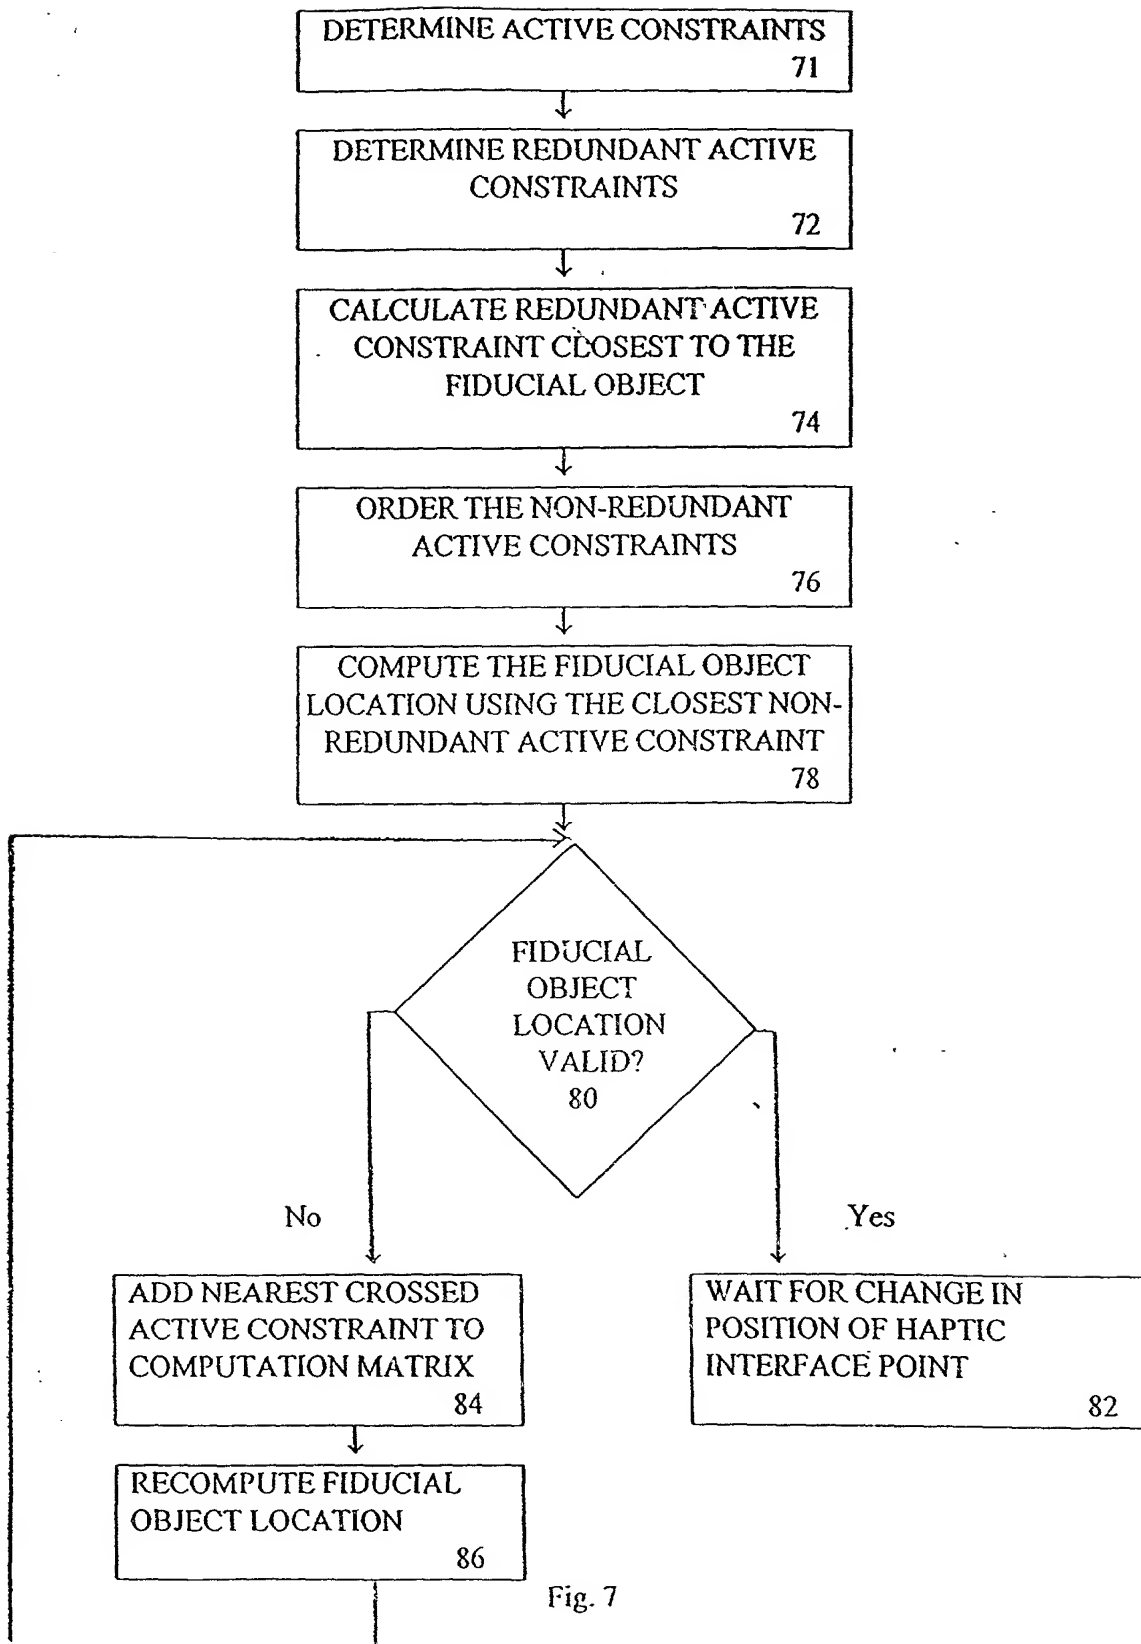 DETERMINE ACTIVE CONSTRAINTS
71
DETERMINE REDUNDANT ACTIVE
CONSTRAINTS
72
CALCULATE REDUNDANT ACTIVE
CONSTRAINT CLOSEST TO THE
FIDUCIAL OBJECT
74
ORDER THE NON-REDUNDANT
ACTIVE CONSTRAINTS
76
COMPUTE THE FIDUCIAL OBJECT
LOCATION USING THE CLOSEST NON-
REDUNDANT ACTIVE CONSTRAINT
78
FIDUCIAL
OBJECT
LOCATION
VALID?
80
No
Yes
ADD NEAREST CROSSED
ACTIVE CONSTRAINT TO
COMPUTATION MATRIX
84
WAIT FOR CHANGE IN
POSITION OF HAPTIC
INTERFACE POINT
82
RECOMPUTE FIDUCIAL
OBJECT LOCATION
86
Fig. 7